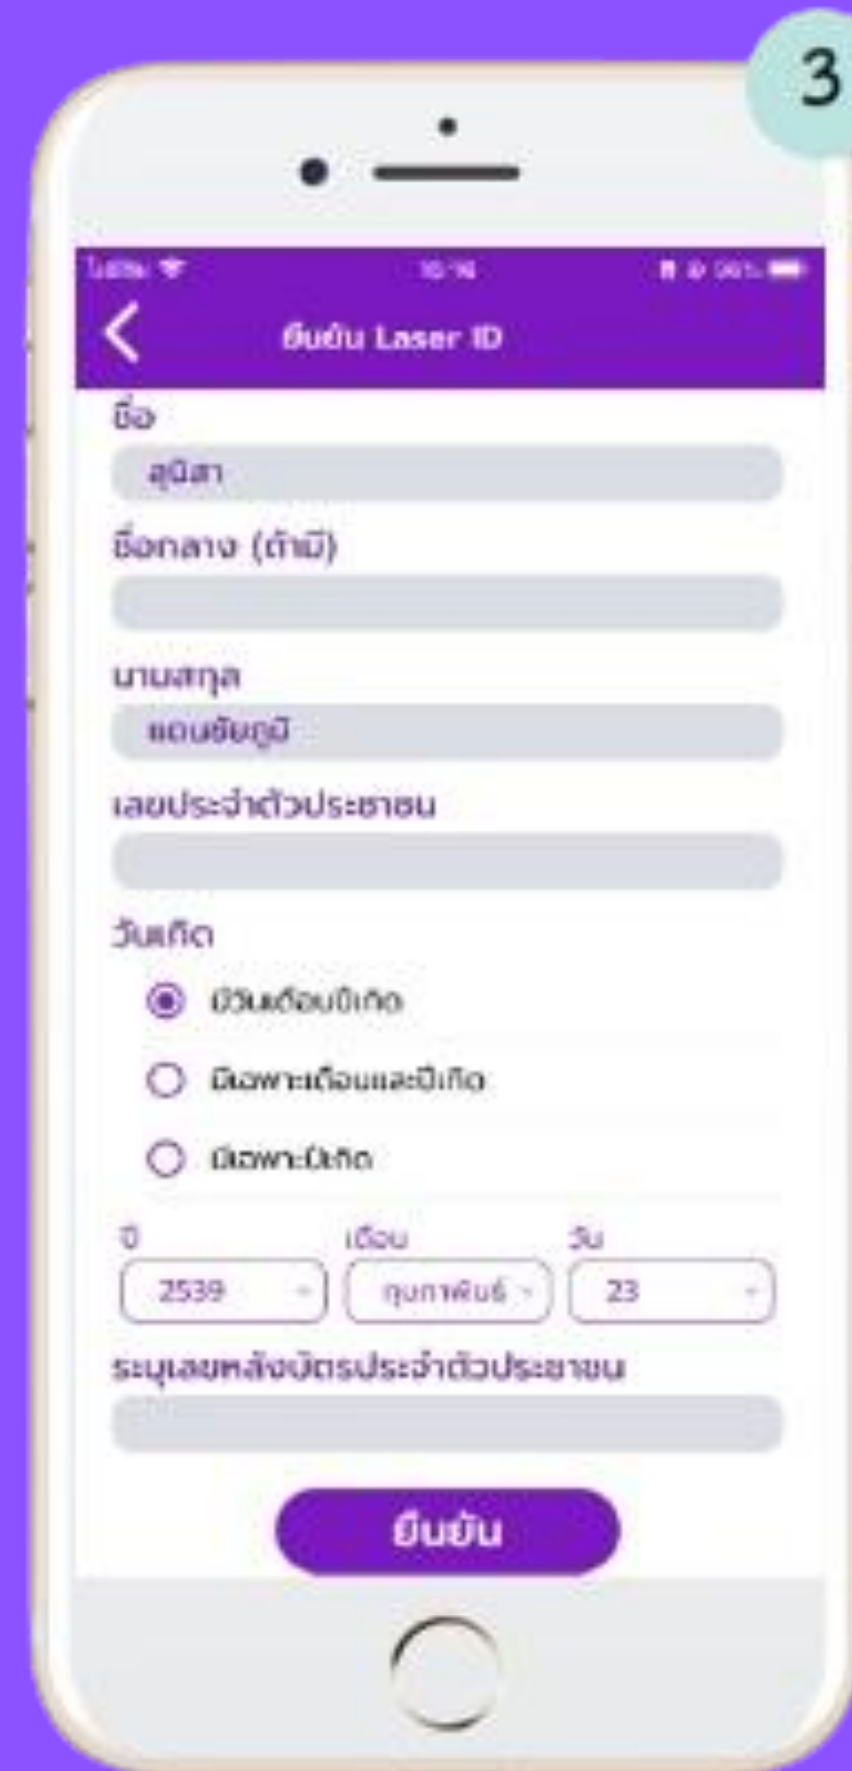 3
ยืนยัน Laser ID
ชื่อ
สุนิสา
ชื่อกลาง (ถ้ามี)
นามสกุล
แดนชัยภูมิ
เลขประจำตัวประชาชน
วันเกิด
มีวันเดือนปีเกิด
มีเฉพาะเดือนและปีเกิด
มีเฉพาะปีเกิด
ปี เดือน วัน
2539 กุมภาพันธ์ 23
ระบุเลขหลังบัตรประจำตัวประชาชน
ยืนยัน